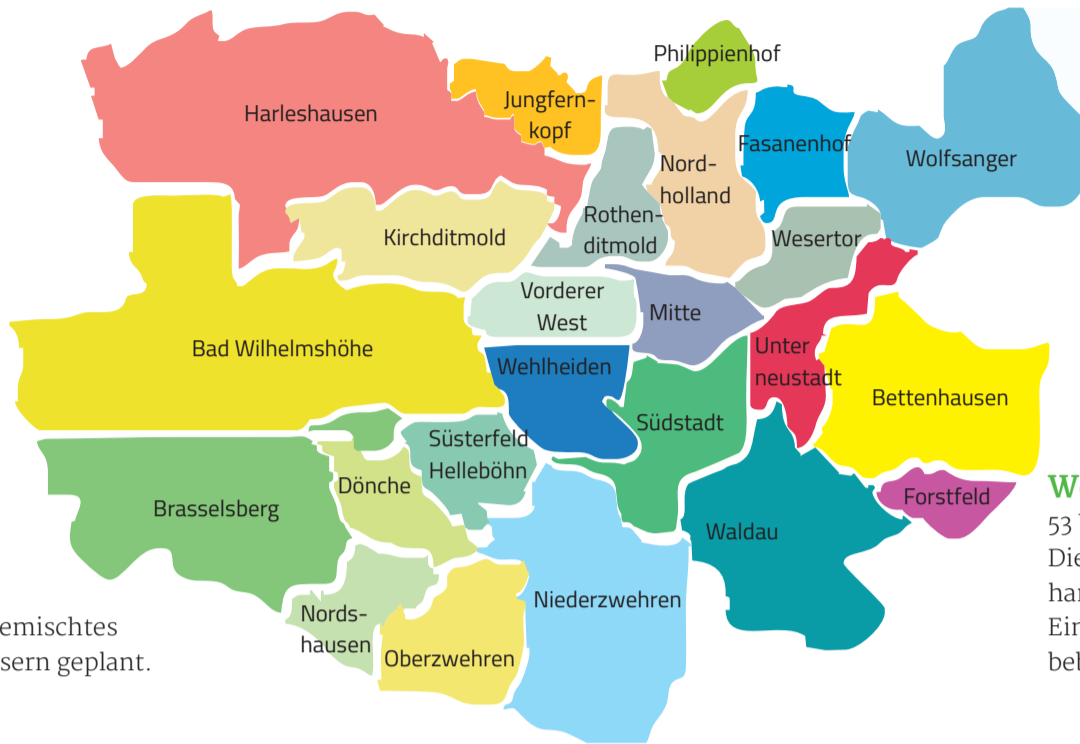 Philippienhof
Harleshausen
Jungfern-
kopf
Fasanenhof
Wolfsanger
Nord-
holland
Rothen-
ditmold
Kirchditmold
Wesertor
Vorderer
West
Mitte
Bad Wilhelmshöhe
Wehlheiden
Unter
neustadt
Bettenhausen
Südstadt
Süsterfeld
Helleböhn
Dönche
Brasselsberg
Forstfeld
Waldau
Niederzwehren
Nords-
hausen
Oberzwehren
emischtes
sern geplant.
W
53
Die
har
Ein